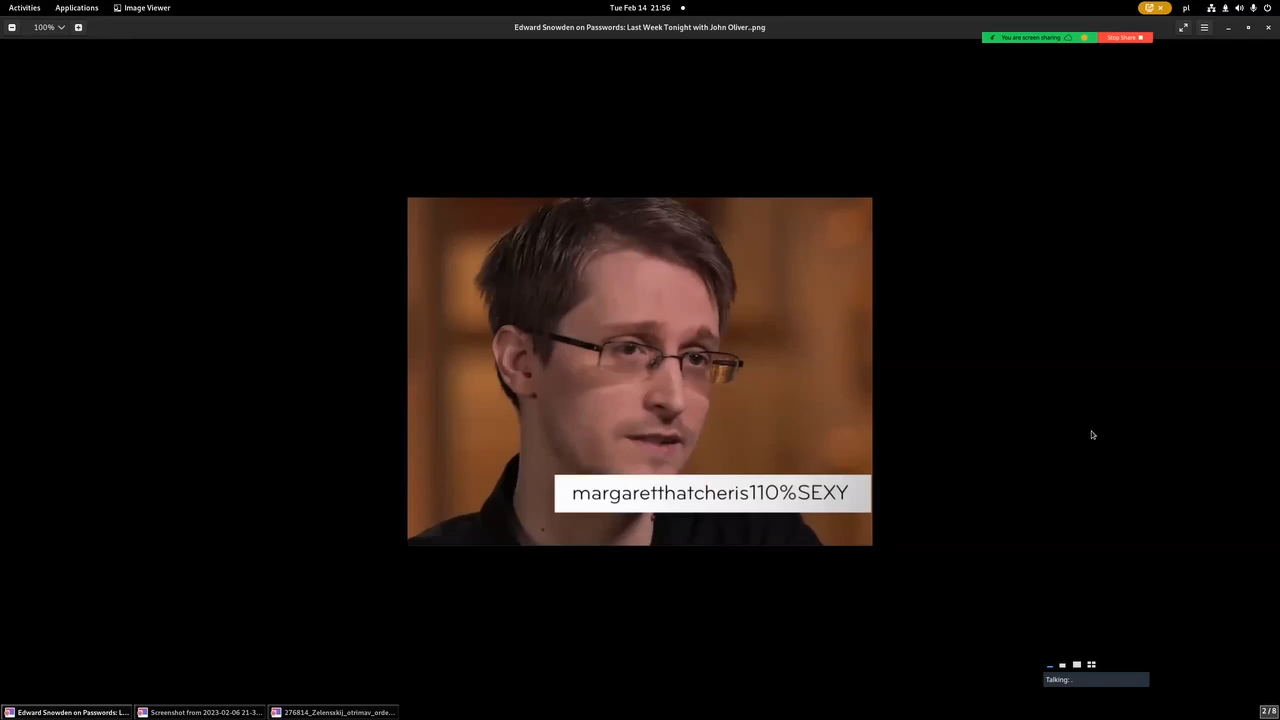 Activities Applications Image Viewer Tue Feb 14 21:56 pl
100% Edward Snowden on Passwords: Last Week Tonight with John Oliver..png
You are screen sharing Stop Share
margaretthatcheris110%SEXY
Talking: .
Edward Snowden on Passwords: L... Screenshot from 2023-02-06 21-3... 276814_Zelensxkij_otrimav_orde... 2/8